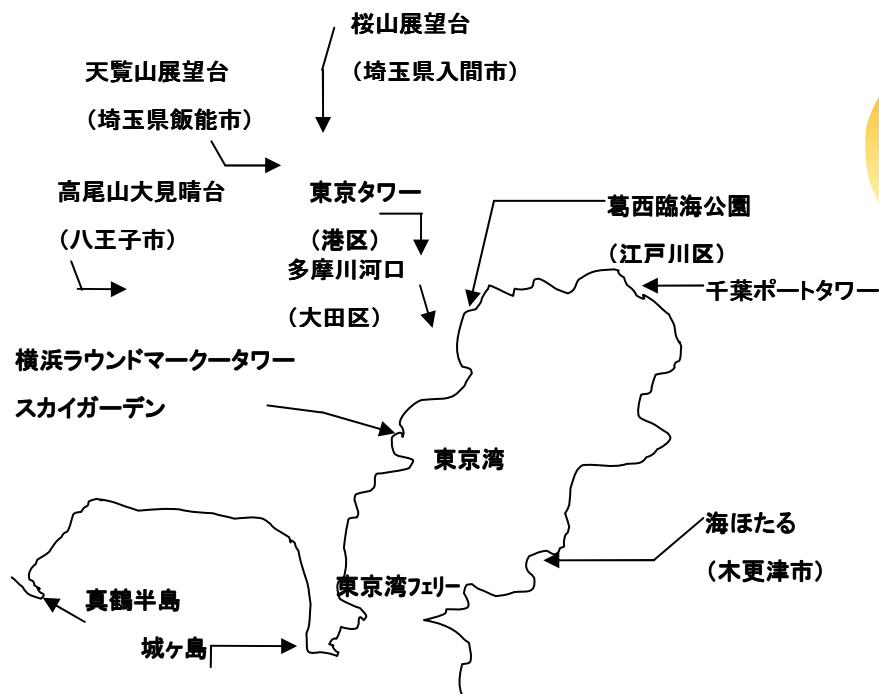 桜山展望台
（埼玉県入間市）
天覧山展望台
（埼玉県飯能市）
高尾山大見晴台
（八王子市）
東京タワー
（港区）
多摩川河口
（大田区）
葛西臨海公園
（江戸川区）
千葉ポートタワー
横浜ラウンドマークータワー
スカイガーデン
東京湾
海ほたる
（木更津市）
東京湾フェリー
真鶴半島
城ヶ島